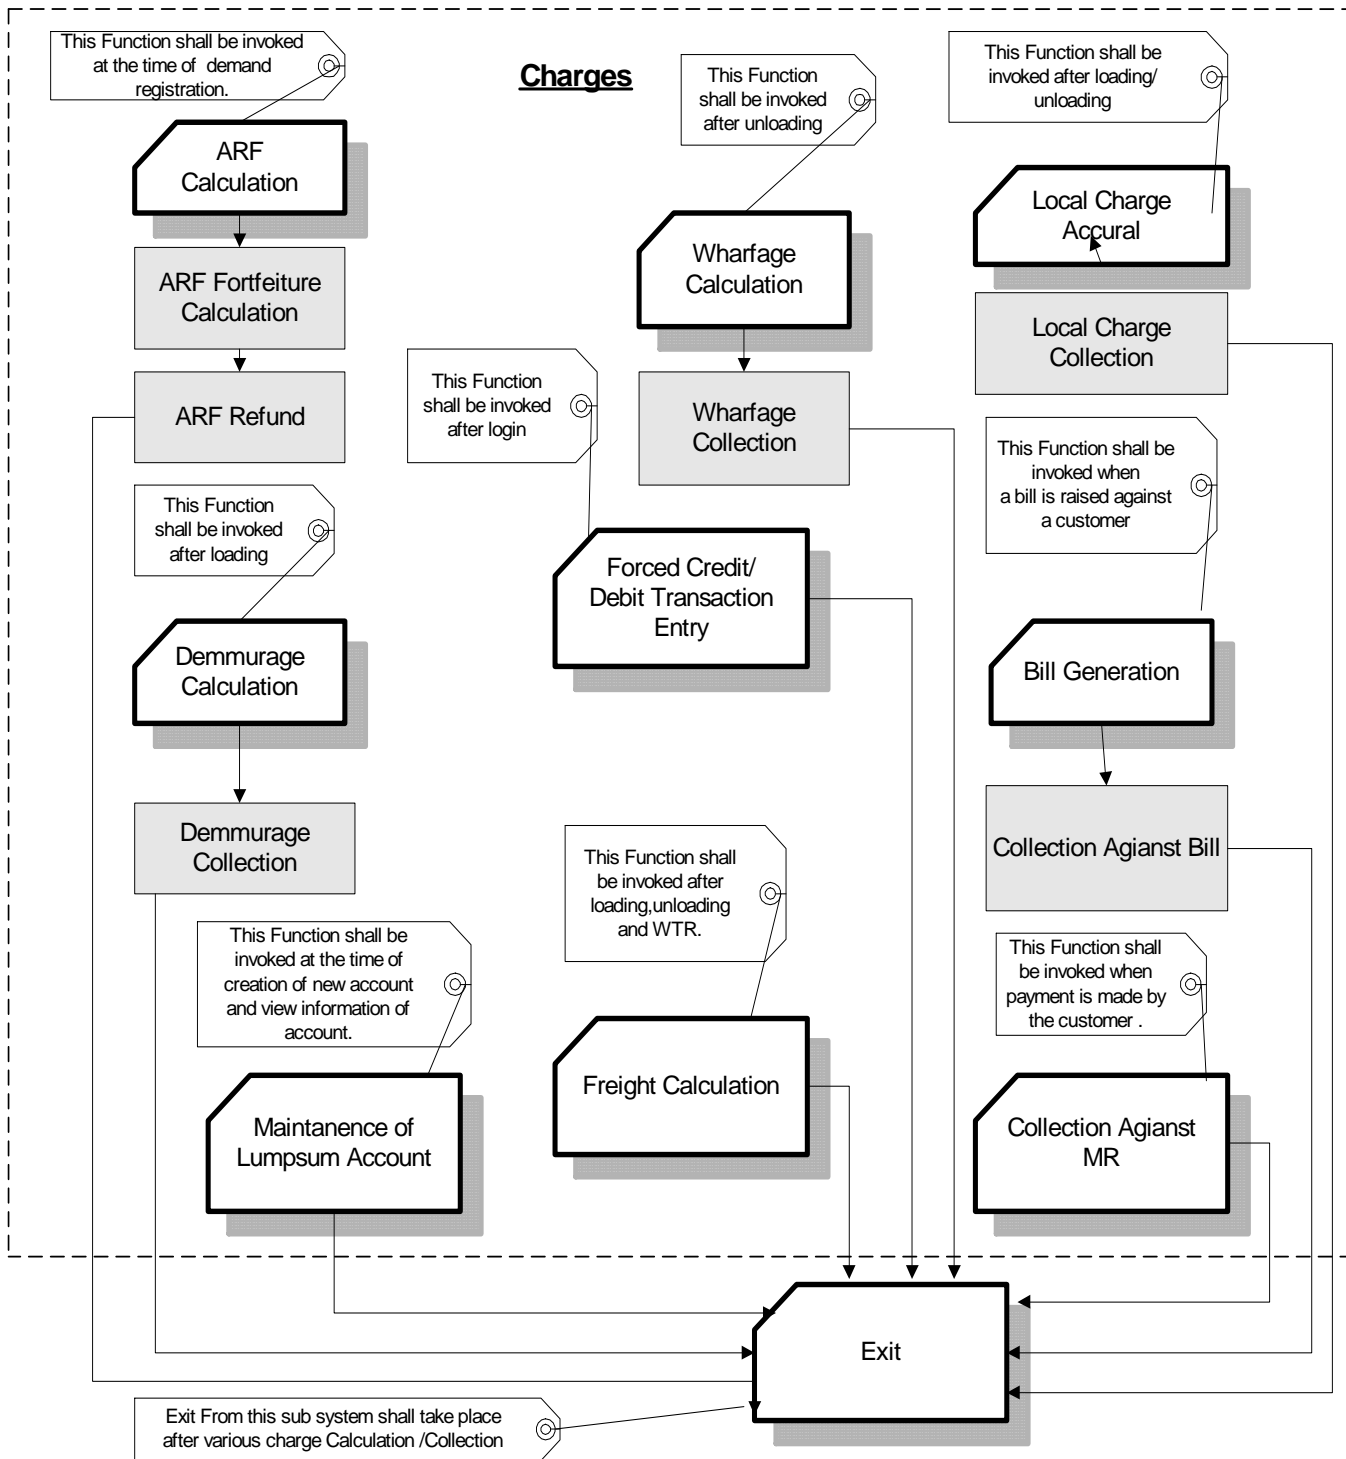 This Function shall be invoked
at the time of demand
registration.
Charges
This Function
shall be invoked
after unloading
This Function shall be
invoked after loading/
unloading
ARF
Calculation
Local Charge
Accural
Wharfage
Calculation
ARF Fortfeiture
Calculation
Local Charge
Collection
This Function
shall be invoked
after login
ARF Refund
Wharfage
Collection
This Function shall be
invoked when
a bill is raised against
a customer
This Function
shall be invoked
after loading
Forced Credit/
Debit Transaction
Entry
Demmurage
Calculation
Bill Generation
Demmurage
Collection
This Function shall
be invoked after
loading,unloading
and WTR.
Collection Agianst Bill
This Function shall be
invoked at the time of
creation of new account
and view information of
account.
This Function shall
be invoked when
payment is made by
the customer .
Freight Calculation
Maintanence of
Lumpsum Account
Collection Agianst
MR
Exit
Exit From this sub system shall take place
after various charge Calculation /Collection